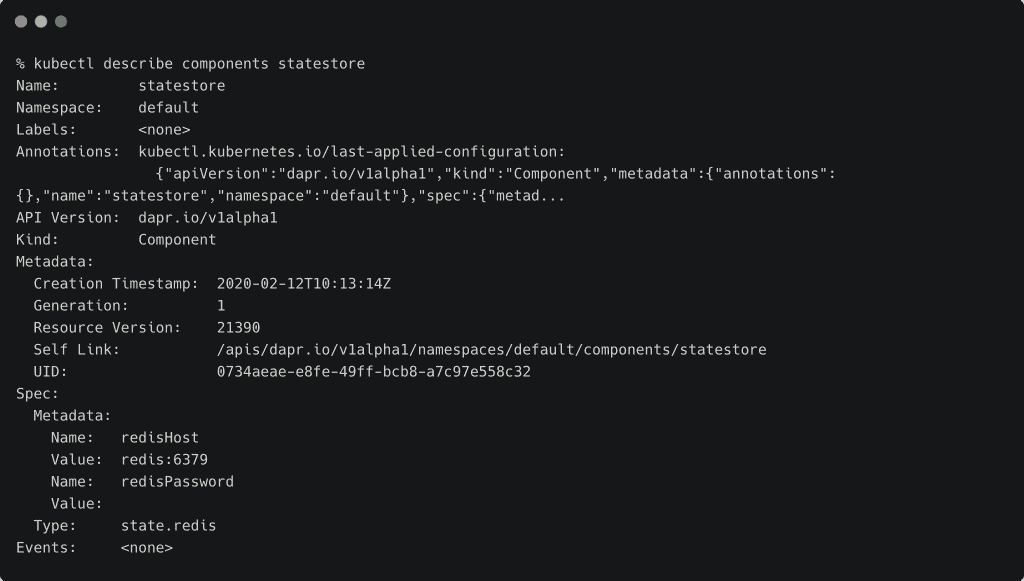 % kubectl describe components statestore
Name:         statestore
Namespace:    default
Labels:       <none>
Annotations:  kubectl.kubernetes.io/last-applied-configuration:
                {"apiVersion":"dapr.io/v1alpha1","kind":"Component","metadata":{"annotations":
{},"name":"statestore","namespace":"default"},"spec":{"metad...
API Version:  dapr.io/v1alpha1
Kind:         Component
Metadata:
  Creation Timestamp:  2020-02-12T10:13:14Z
  Generation:          1
  Resource Version:    21390
  Self Link:           /apis/dapr.io/v1alpha1/namespaces/default/components/statestore
  UID:                 0734aeae-e8fe-49ff-bcb8-a7c97e558c32
Spec:
  Metadata:
    Name:   redisHost
    Value:  redis:6379
    Name:   redisPassword
    Value:
  Type:     state.redis
Events:     <none>